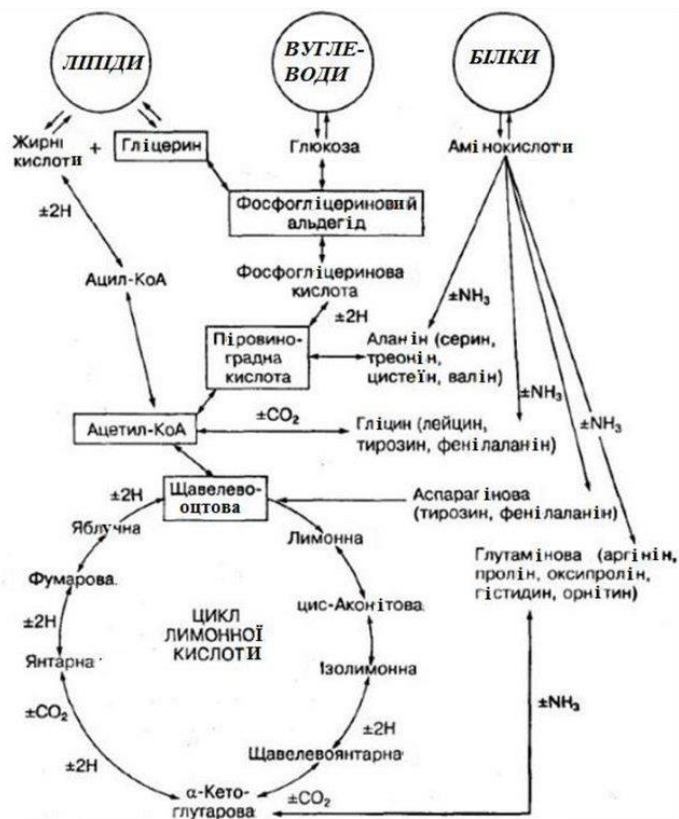 ЛІПІДИ
ВУГЛЕ-
ВОДИ
БІЛКИ
Жирні
кислоти
+
Гліцерин
Глюкоза
Амінокислоти
±2H
Фосфогліцериновий
альдегід
Ацил-КоА
Фосфогліцеринова
кислота
±2H
±NH₃
Піровино-
градна
кислота
Аланін (серин,
треонін,
цистеїн, валін)
±NH₃
Ацетил-КоА
±CO₂
Гліцин (лейцин,
тирозин, фенілаланін)
±NH₃
±2H
Щавелево-
оцтова
Аспарагінова
(тирозин, фенілаланін)
Яблучна
Лимонна
Глутамінова (аргінін,
пролін, оксипролін,
гістидин, орнітин)
Фумарова
цис-Аконітова
±2H
ЦИКЛ
ЛИМОННОЇ
КИСЛОТИ
Янтарна
Ізолимонна
±CO₂
±2H
±NH₃
±2H
Щавелевоянтарна
α-Кето-
глутарова
±CO₂